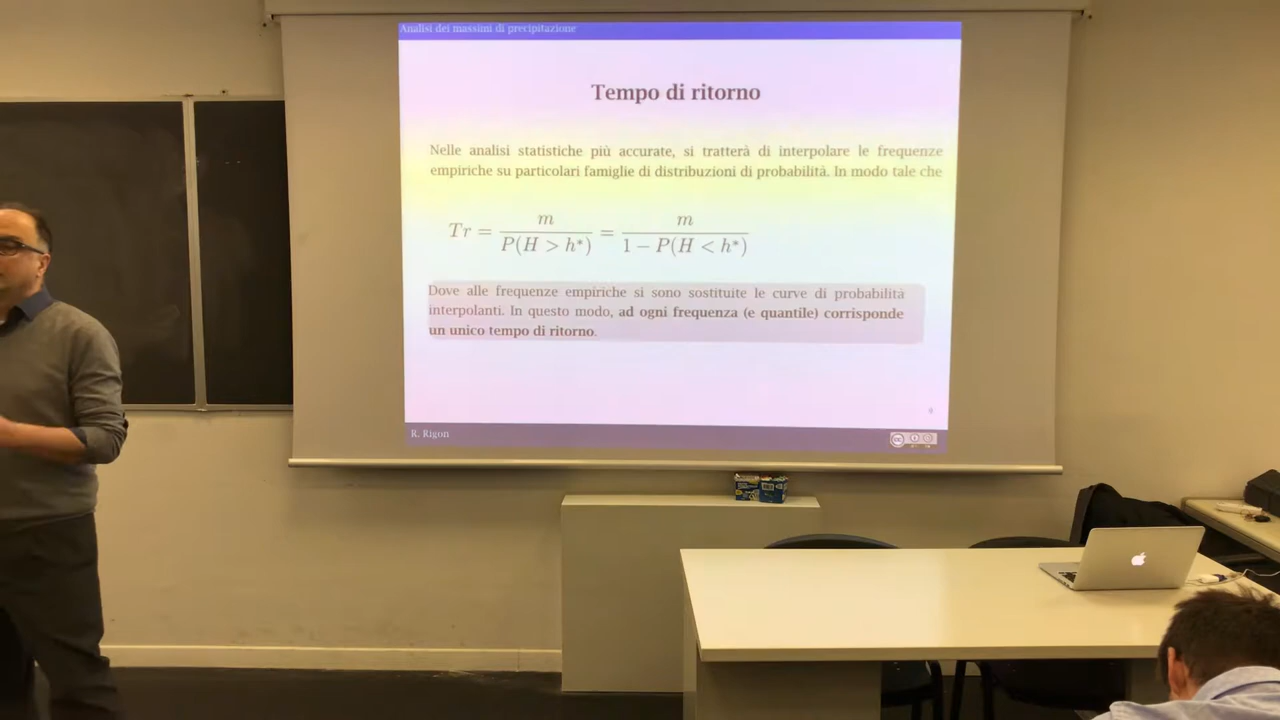 Analisi dei massimi di precipitazione
Tempo di ritorno
Nelle analisi statistiche più accurate, si tratterà di interpolare le frequenze
empiriche su particolari famiglie di distribuzioni di probabilità. In modo tale che
Tr = m / P(H > h*) = m / 1 − P(H < h*)
Dove alle frequenze empiriche si sono sostituite le curve di probabilità
interpolanti. In questo modo, ad ogni frequenza (e quantile) corrisponde
un unico tempo di ritorno.
R. Rigon